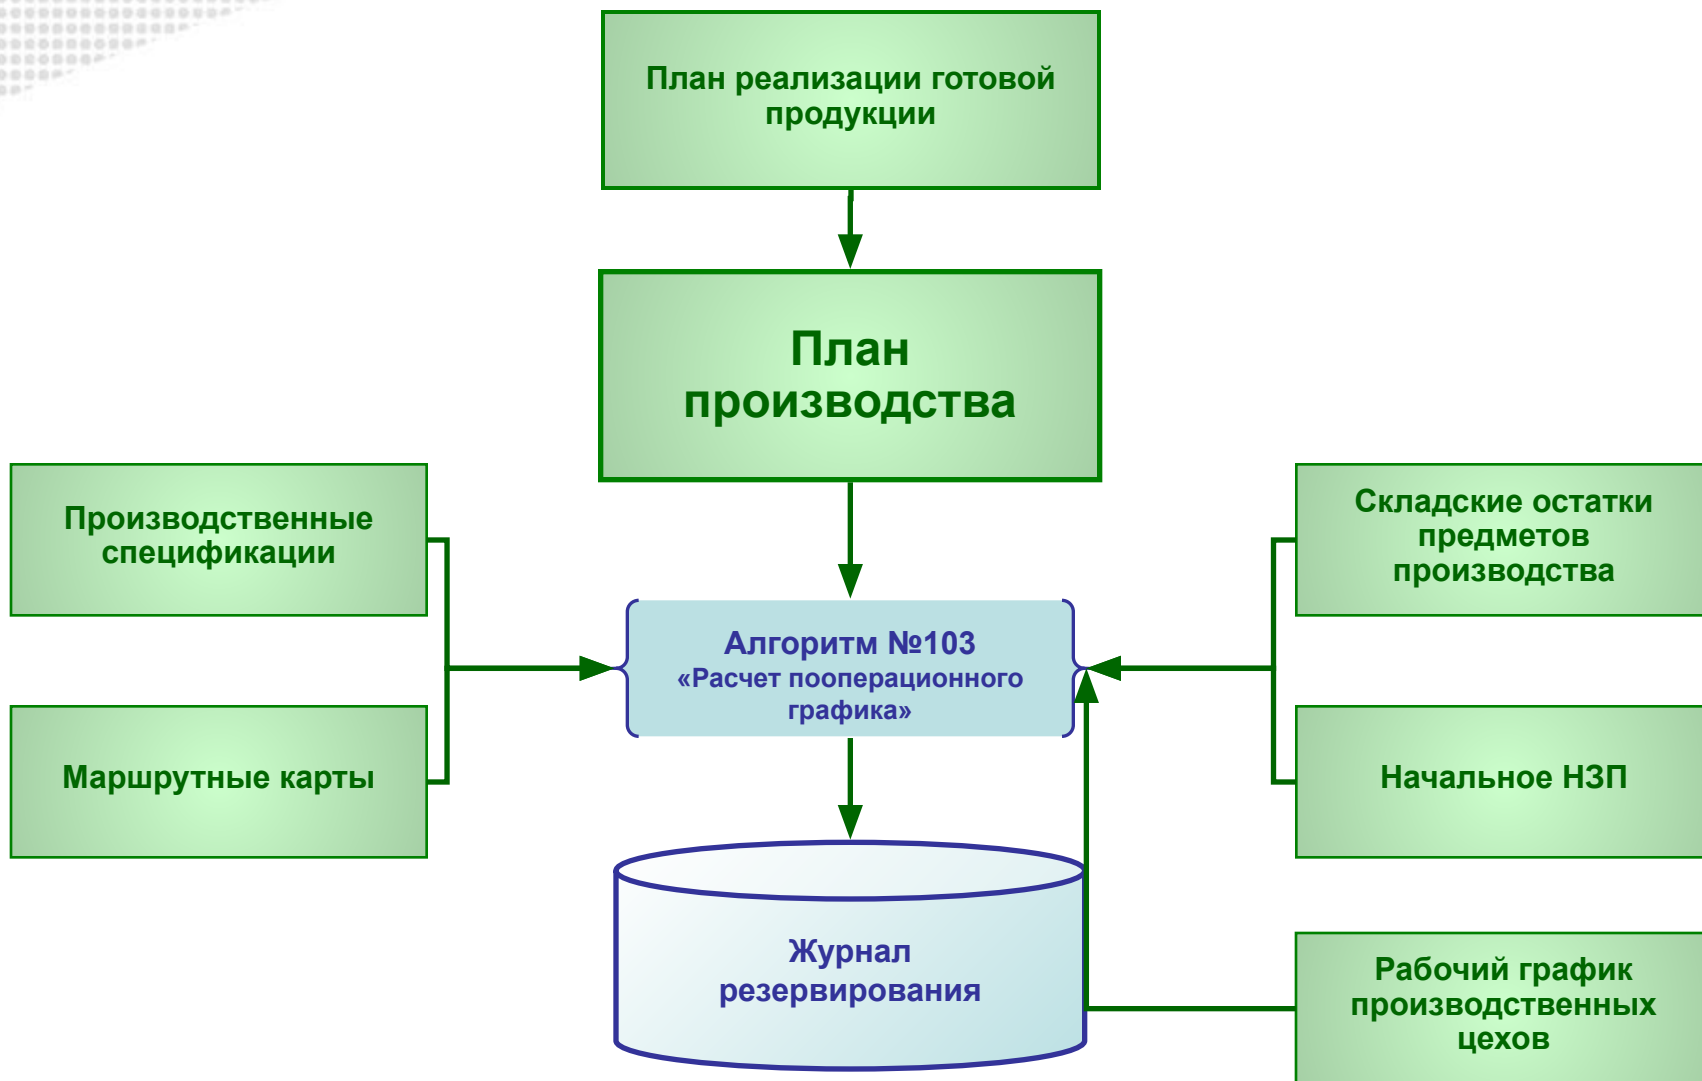 План реализации готовой
продукции
План
производства
Производственные
спецификации
Складские остатки
предметов
производства
Алгоритм №103
«Расчет пооперационного
графика»
Маршрутные карты
Начальное НЗП
Журнал
резервирования
Рабочий график
производственных
цехов